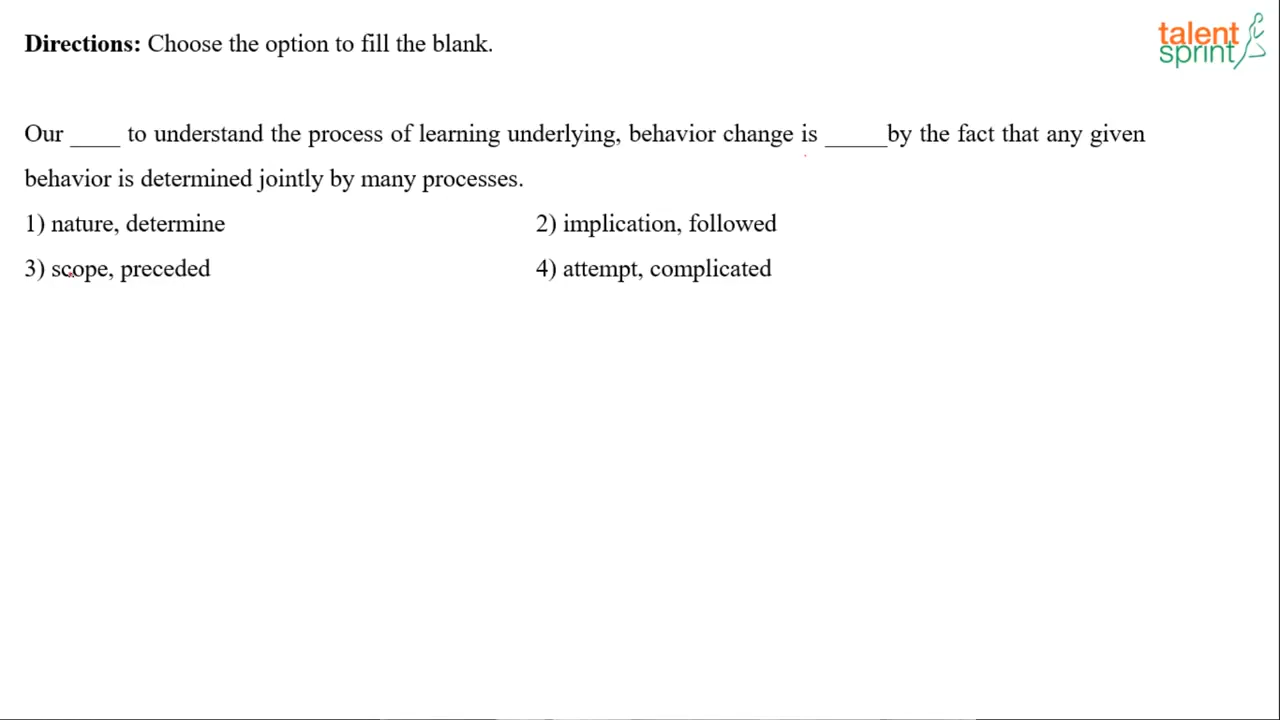 Directions: Choose the option to fill the blank.
talent
sprint
Our ____ to understand the process of learning underlying, behavior change is _____by the fact that any given
behavior is determined jointly by many processes.
1) nature, determine 2) implication, followed
3) scope, preceded 4) attempt, complicated